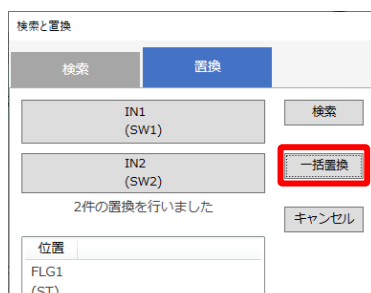 検索と置換
検索
置換
IN1
(SW1)
検索
IN2
(SW2)
一括置換
2件の置換を行いました
キャンセル
位置
FLG1
(ST)